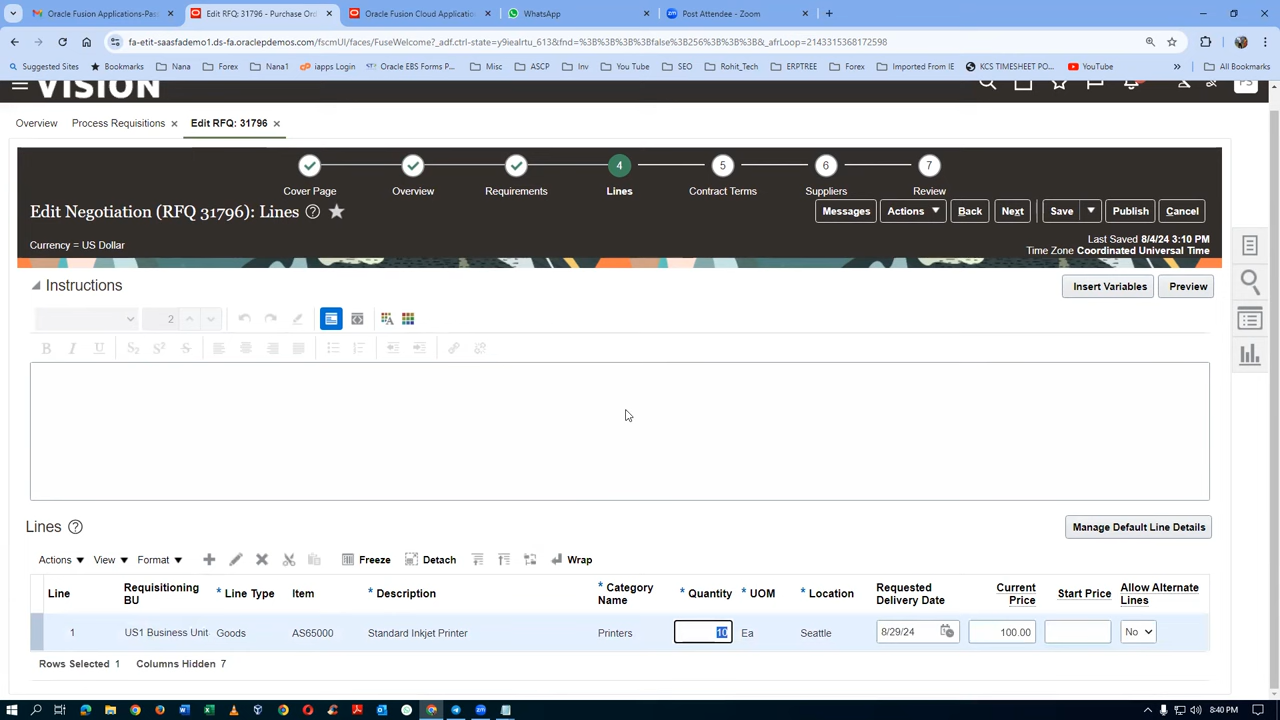 Oracle Fusion Applications-Pas
Edit RFQ: 31796 - Purchase Ord
Oracle Fusion Cloud Application
WhatsApp
Post Attendee - Zoom
fa-etit-saasfademo1.ds-fa.oraclepdemos.com/fscmUI/faces/FuseWelcome?_adf.ctrl-state=y9iealrtu_613&fnd=%3B%3B%3B%3Bfalse%3B256%3B%3B%3B&_afrLoop=2143315368172598
Suggested Sites Bookmarks Nana Forex Nana1 iapps Login Oracle EBS Forms P... Misc ASCP Inv You Tube SEO Rohit_Tech ERPTREE Forex Imported From IE KCS TIMESHEET PO... YouTube All Bookmarks
VISION
Overview Process Requisitions Edit RFQ: 31796
4 5 6 7
Cover Page Overview Requirements Lines Contract Terms Suppliers Review
Edit Negotiation (RFQ 31796): Lines
Messages Actions Back Next Save Publish Cancel
Currency = US Dollar
Last Saved 8/4/24 3:10 PM
Time Zone Coordinated Universal Time
Instructions
Insert Variables Preview
2
B I U S2 S2 S
Lines
Manage Default Line Details
Actions View Format Freeze Detach Wrap
Line Requisitioning BU * Line Type Item * Description * Category Name * Quantity * UOM * Location Requested Delivery Date Current Price Start Price Allow Alternate Lines
1 US1 Business Unit Goods AS65000 Standard Inkjet Printer Printers 10 Ea Seattle 8/29/24 100.00 No
Rows Selected 1 Columns Hidden 7
8:40 PM